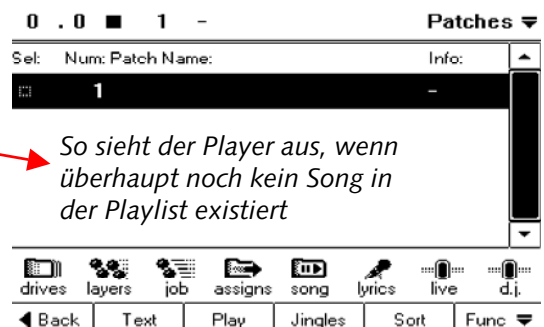 0 .0 ■ 1 - Patches
Sel: Num: Patch Name: Info:
1 -
So sieht der Player aus, wenn
überhaupt noch kein Song in
der Playlist existiert
drives layers job assigns song lyrics live d.j.
Back Text Play Jingles Sort Func